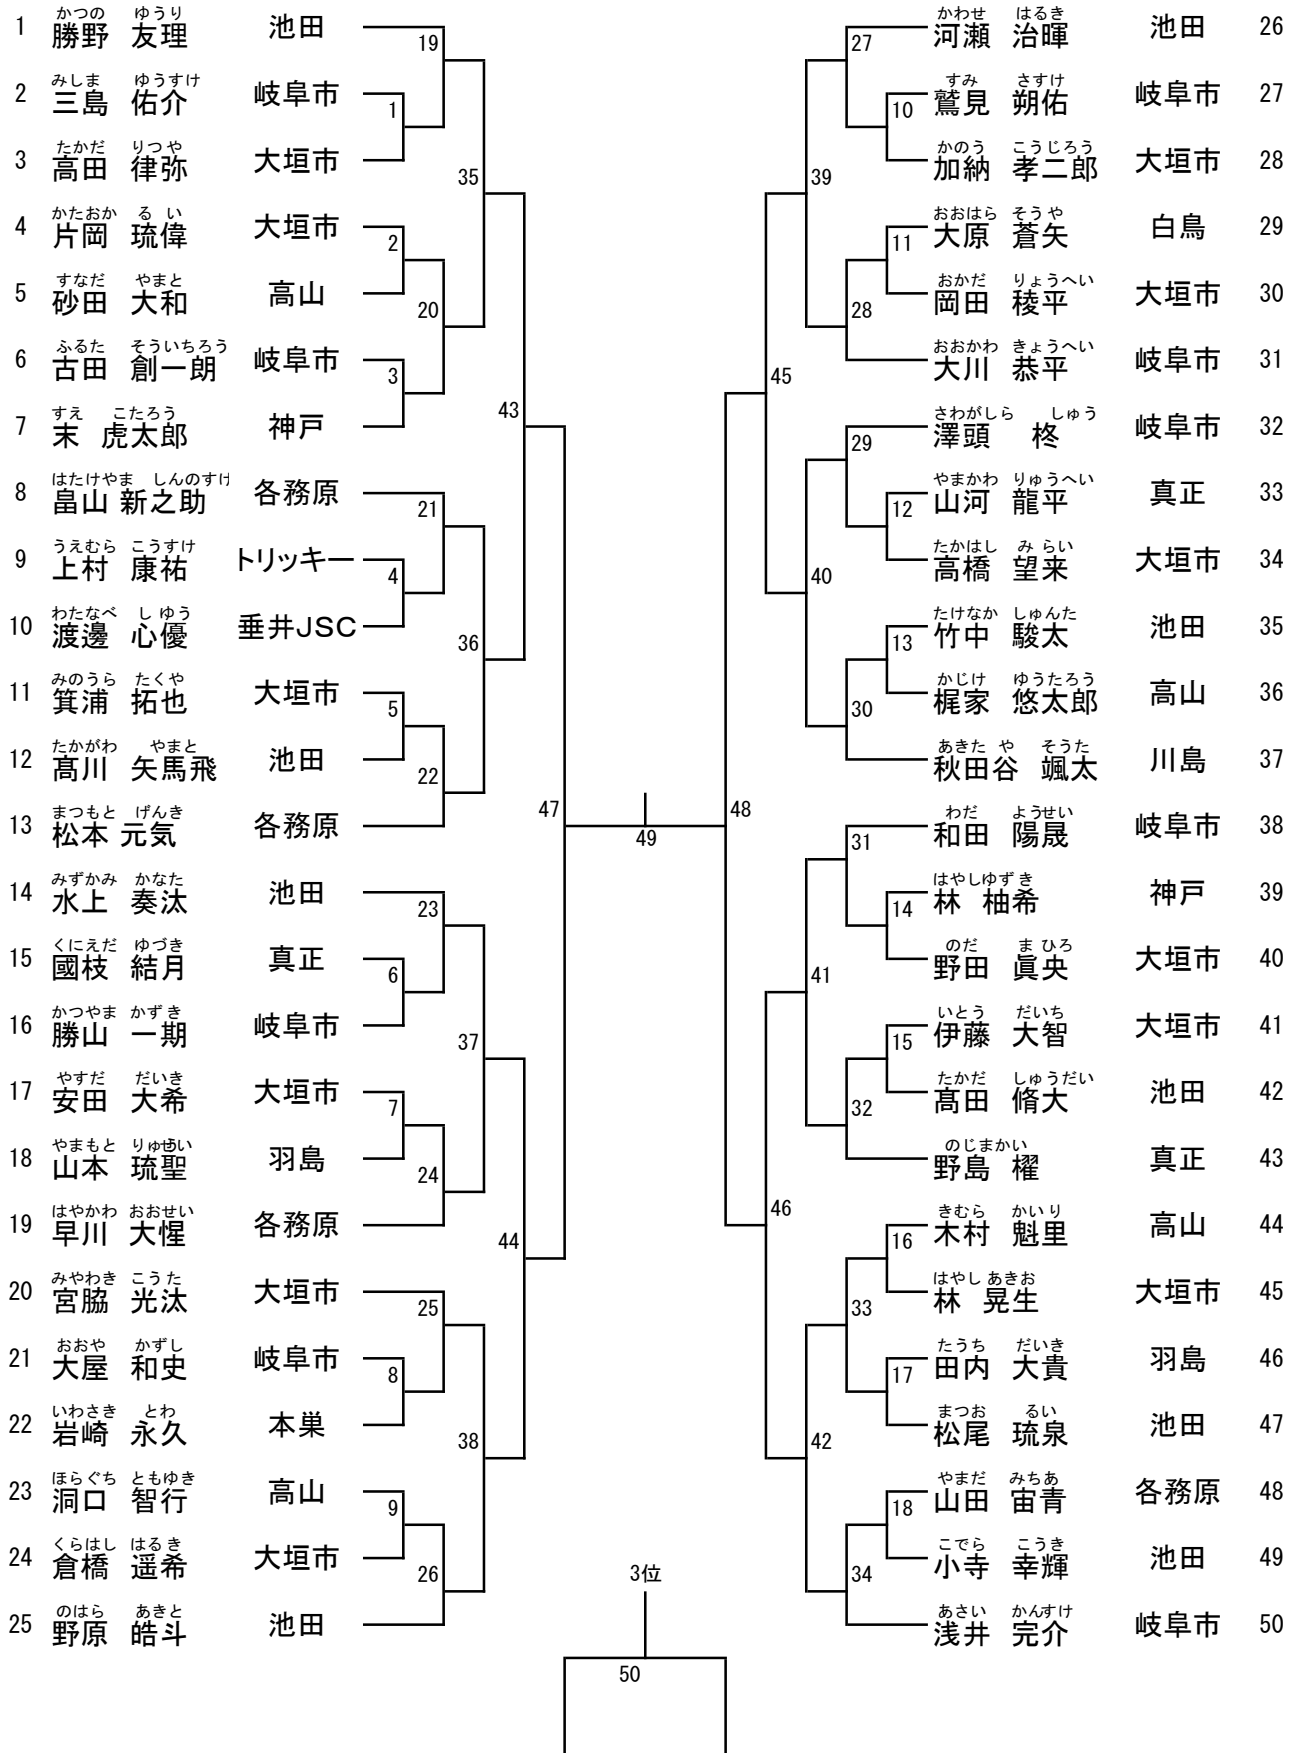 かつの ゆうり
1 勝野 友理 池田
みしま ゆうすけ
2 三島 佑介 岐阜市
たかだ りつや
3 高田 律弥 大垣市
かたおか る い
4 片岡 琉偉 大垣市
すなだ やまと
5 砂田 大和 高山
ふるた そういちろう
6 古田 創一朗 岐阜市
すえ こたろう
7 末 虎太郎 神戸
はたけやま しんのすけ
8 畠山 新之助 各務原
うえむら こうすけ
9 上村 康祐 トリッキー
わたなべ し ゆう
10 渡邊 心優 垂井JSC
みのうら たくや
11 箕浦 拓也 大垣市
たかがわ やまと
12 髙川 矢馬飛 池田
まつもと げんき
13 松本 元気 各務原
みずかみ かなた
14 水上 奏汰 池田
くにえだ ゆづき
15 國枝 結月 真正
かつやま かずき
16 勝山 一期 岐阜市
やすだ だいき
17 安田 大希 大垣市
やまもと りゅせい
18 山本 琉聖 羽島
はやかわ おおせい
19 早川 大惺 各務原
みやわき こうた
20 宮脇 光汰 大垣市
おおや かずし
21 大屋 和史 岐阜市
いわさき とわ
22 岩崎 永久 本巣
ほらぐち ともゆき
23 洞口 智行 高山
くらはし はるき
24 倉橋 遥希 大垣市
のはら あきと
25 野原 皓斗 池田
19
1
35
2
20
3
43
21
4
36
5
22
47
23
6
37
7
24
44
25
8
38
9
26
49
3位
50
48
27
10
39
11
28
45
29
12
40
13
30
31
14
41
15
32
46
16
33
17
42
18
34
かわせ はるき
河瀬 治暉 池田 26
すみ さすけ
鷲見 朔佑 岐阜市 27
かのう こうじろう
加納 孝二郎 大垣市 28
おおはら そうや
大原 蒼矢 白鳥 29
おかだ りょうへい
岡田 稜平 大垣市 30
おおかわ きょうへい
大川 恭平 岐阜市 31
さわがしら しゅう
澤頭 柊 岐阜市 32
やまかわ りゅうへい
山河 龍平 真正 33
たかはし み らい
高橋 望来 大垣市 34
たけなか しゅんた
竹中 駿太 池田 35
かじけ ゆうたろう
梶家 悠太郎 高山 36
あきた や そうた
秋田谷 颯太 川島 37
わだ ようせい
和田 陽晟 岐阜市 38
はやしゆずき
林 柚希 神戸 39
のだ ま ひろ
野田 眞央 大垣市 40
いとう だいち
伊藤 大智 大垣市 41
たかだ しゅうだい
髙田 脩大 池田 42
のじまかい
野島 櫂 真正 43
きむら かいり
木村 魁里 高山 44
はやし あきお
林 晃生 大垣市 45
たうち だいき
田内 大貴 羽島 46
まつお るい
松尾 琉泉 池田 47
やまだ みちあ
山田 宙青 各務原 48
こでら こうき
小寺 幸輝 池田 49
あさい かんすけ
浅井 完介 岐阜市 50